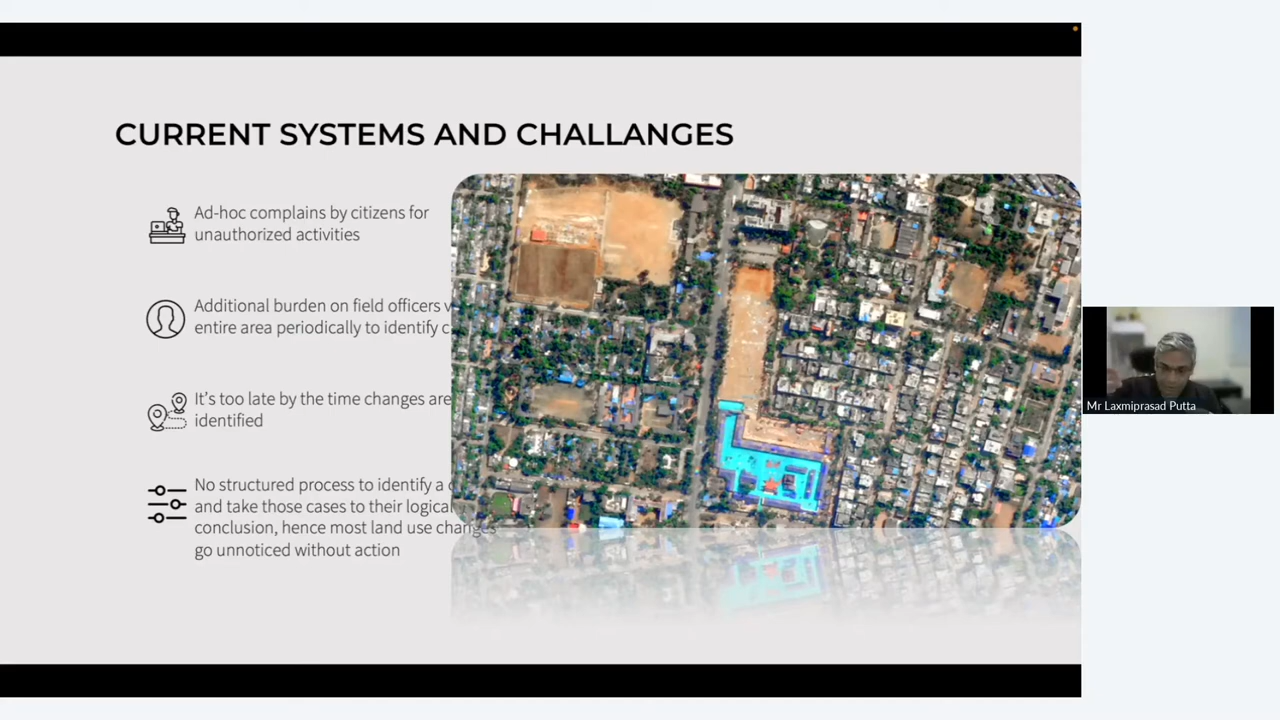 CURRENT SYSTEMS AND CHALLANGES
Ad-hoc complains by citizens for
unauthorized activities
Additional burden on field officers
entire area periodically to identify
It's too late by the time changes are
identified
No structured process to identify a
and take those cases to their logical
conclusion, hence most land use changes
go unnoticed without action
Mr Laxmiprasad Putta